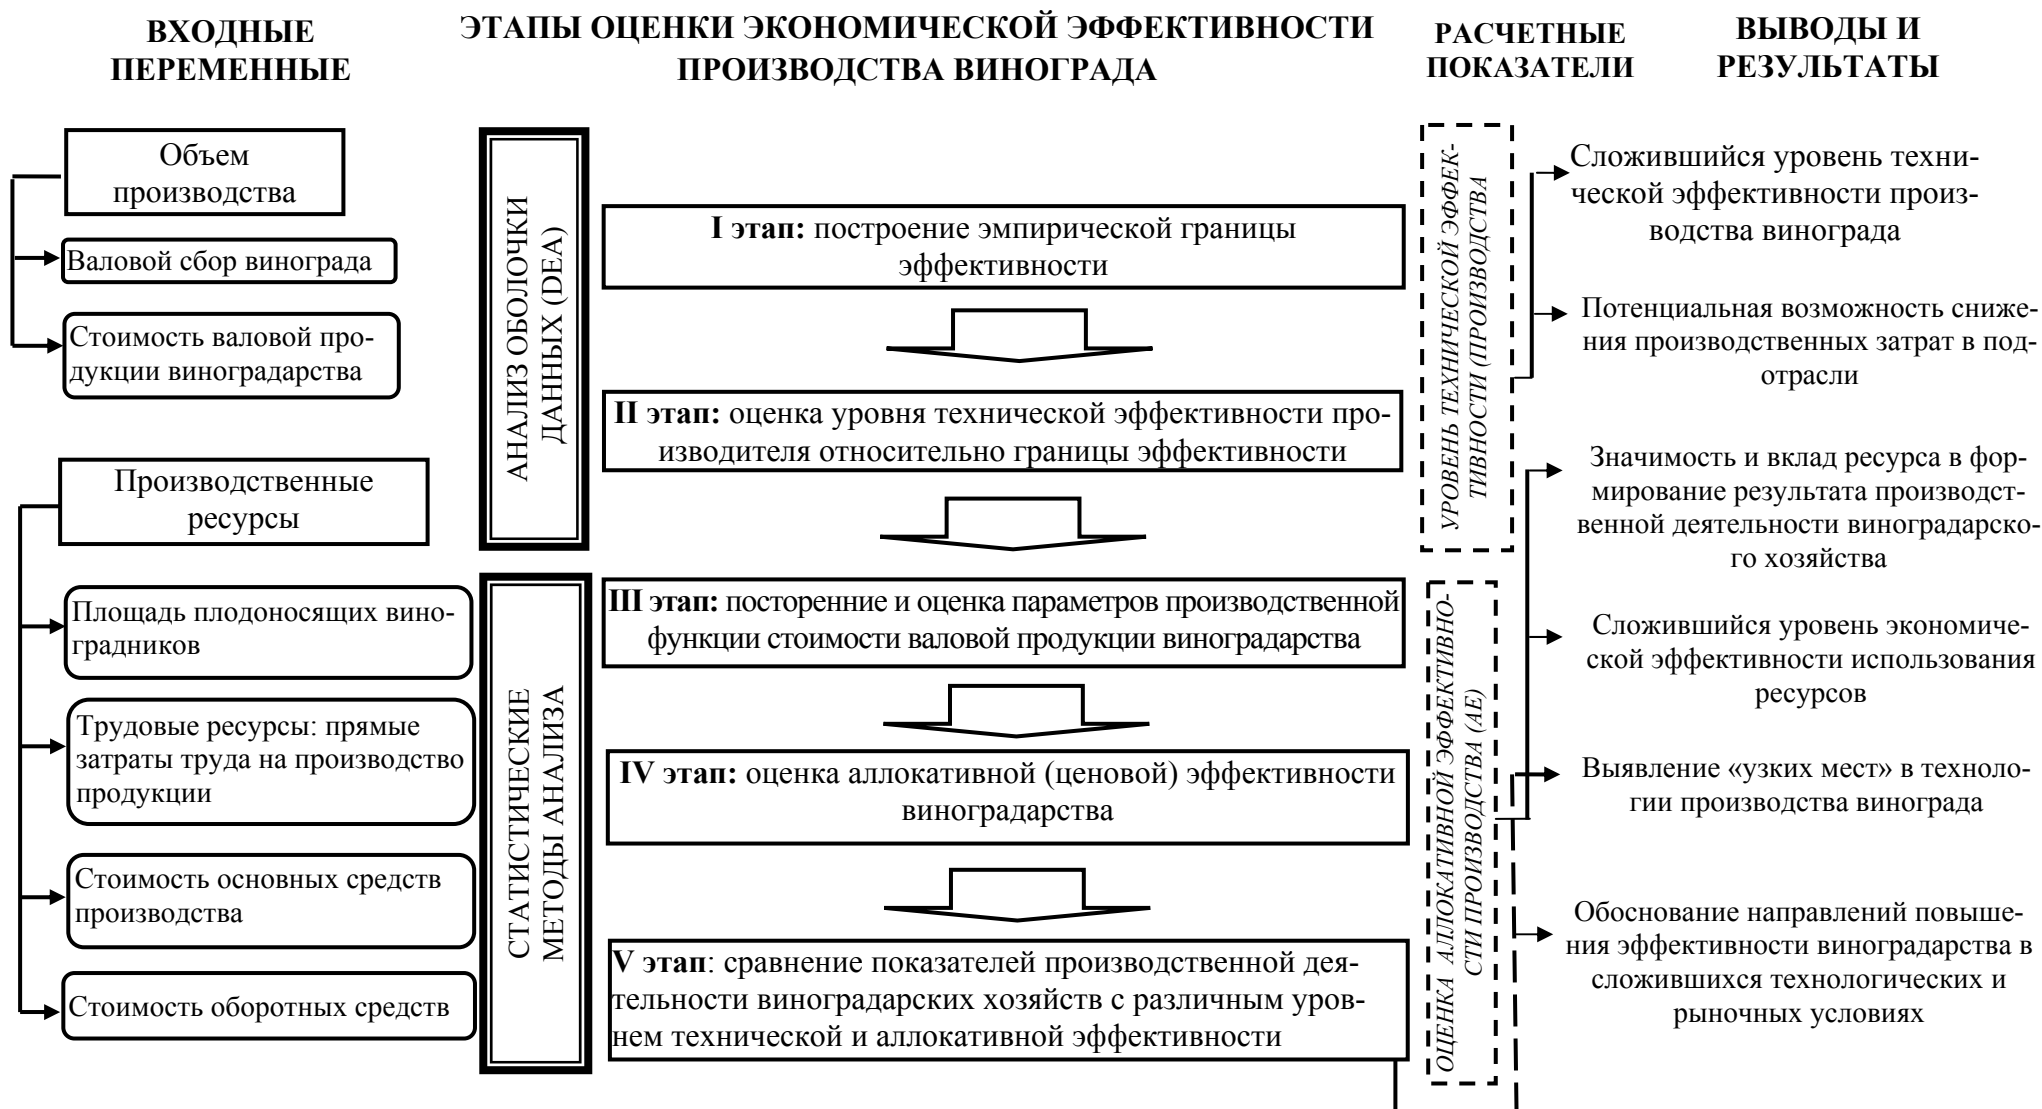 ВХОДНЫЕ
ПЕРЕМЕННЫЕ
ЭТАПЫ ОЦЕНКИ ЭКОНОМИЧЕСКОЙ ЭФФЕКТИВНОСТИ
ПРОИЗВОДСТВА ВИНОГРАДА
РАСЧЕТНЫЕ
ПОКАЗАТЕЛИ
ВЫВОДЫ И
РЕЗУЛЬТАТЫ
Объем
производства
Валовой сбор винограда
Стоимость валовой про-
дукции виноградарства
Производственные
ресурсы
Площадь плодоносящих вино-
градников
Трудовые ресурсы: прямые
затраты труда на производство
продукции
Стоимость основных средств
производства
Стоимость оборотных средств
АНАЛИЗ ОБОЛОЧКИ
ДАННЫХ (DEA)
СТАТИСТИЧЕСКИЕ
МЕТОДЫ АНАЛИЗА
I этап: построение эмпирической границы
эффективности
II этап: оценка уровня технической эффективности про-
изводителя относительно границы эффективности
III этап: посторенние и оценка параметров производственной
функции стоимости валовой продукции виноградарства
IV этап: оценка аллокативной (ценовой) эффективности
виноградарства
V этап: сравнение показателей производственной дея-
тельности виноградарских хозяйств с различным уров-
нем технической и аллокативной эффективности
УРОВЕНЬ ТЕХНИЧЕСКОЙ ЭФФЕК-
ТИВНОСТИ (ПРОИЗВОДСТВА
ОЦЕНКА АЛЛОКАТИВНОЙ ЭФФЕКТИВНО-
СТИ ПРОИЗВОДСТВА (AE)
Сложившийся уровень техни-
ческой эффективности произ-
водства винограда
Потенциальная возможность сниже-
ния производственных затрат в под-
отрасли
Значимость и вклад ресурса в фор-
мирование результата производст-
венной деятельности виноградарско-
го хозяйства
Сложившийся уровень экономиче-
ской эффективности использования
ресурсов
Выявление «узких мест» в техноло-
гии производства винограда
Обоснование направлений повыше-
ния эффективности виноградарства в
сложившихся технологических и
рыночных условиях